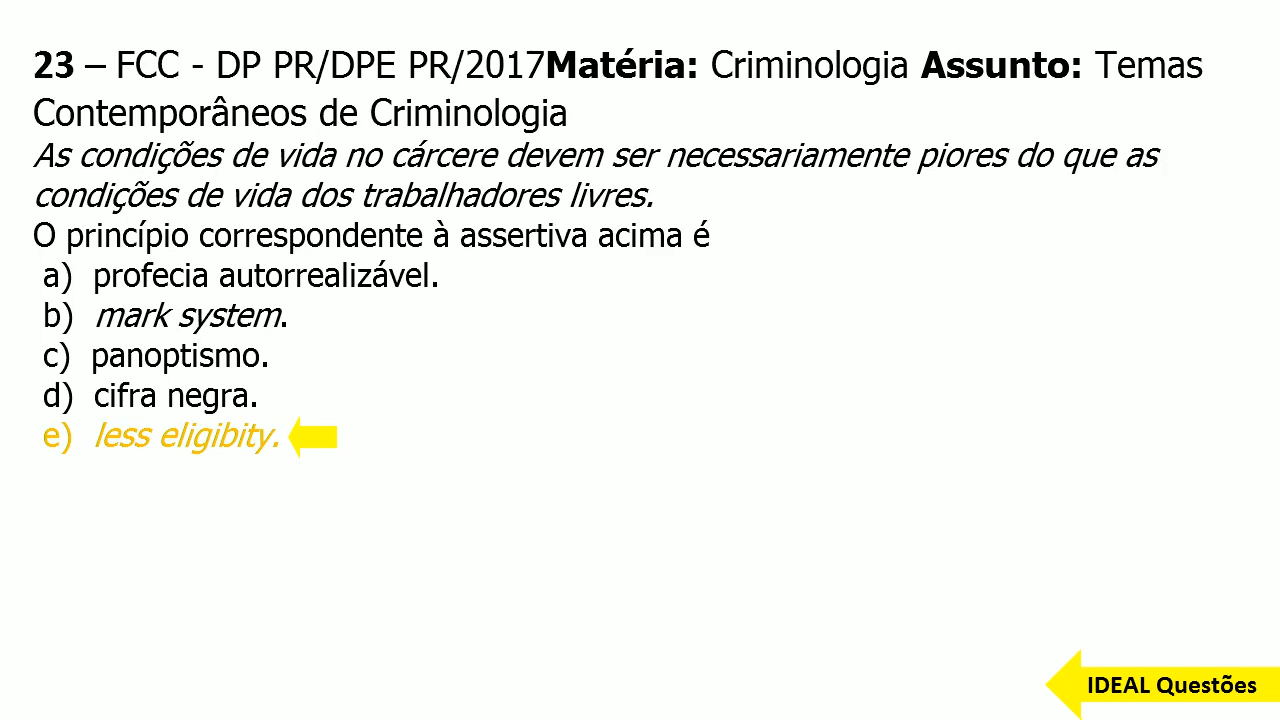 23 – FCC - DP PR/DPE PR/2017Matéria: Criminologia Assunto: Temas
Contemporâneos de Criminologia
As condições de vida no cárcere devem ser necessariamente piores do que as
condições de vida dos trabalhadores livres.
O princípio correspondente à assertiva acima é
a) profecia autorrealizável.
b) mark system.
c) panoptismo.
d) cifra negra.
e) less eligibity.
IDEAL Questões